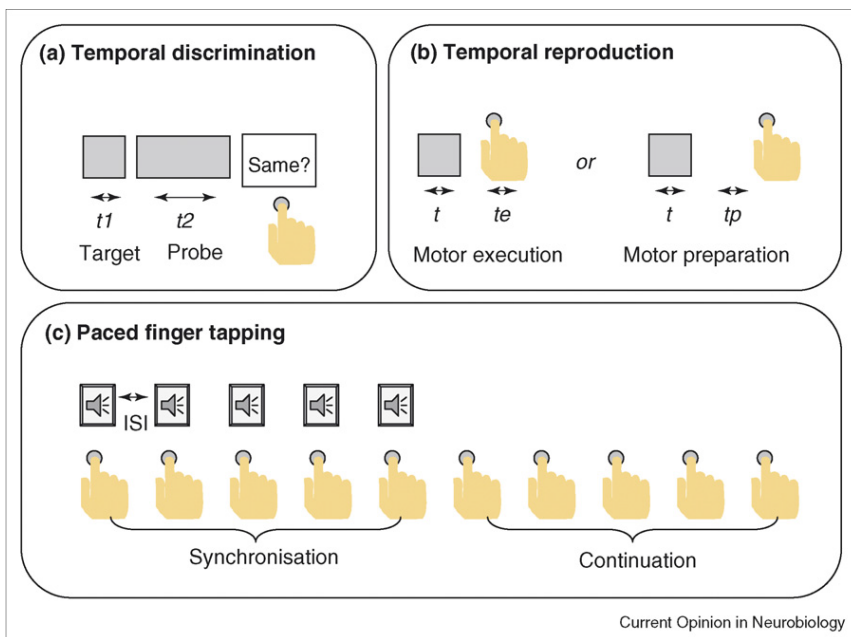 (a) Temporal discrimination
Same?
t1 t2
Target Probe
(b) Temporal reproduction
or
t te t tp
Motor execution Motor preparation
(c) Paced finger tapping
ISI
Synchronisation Continuation
Current Opinion in Neurobiology